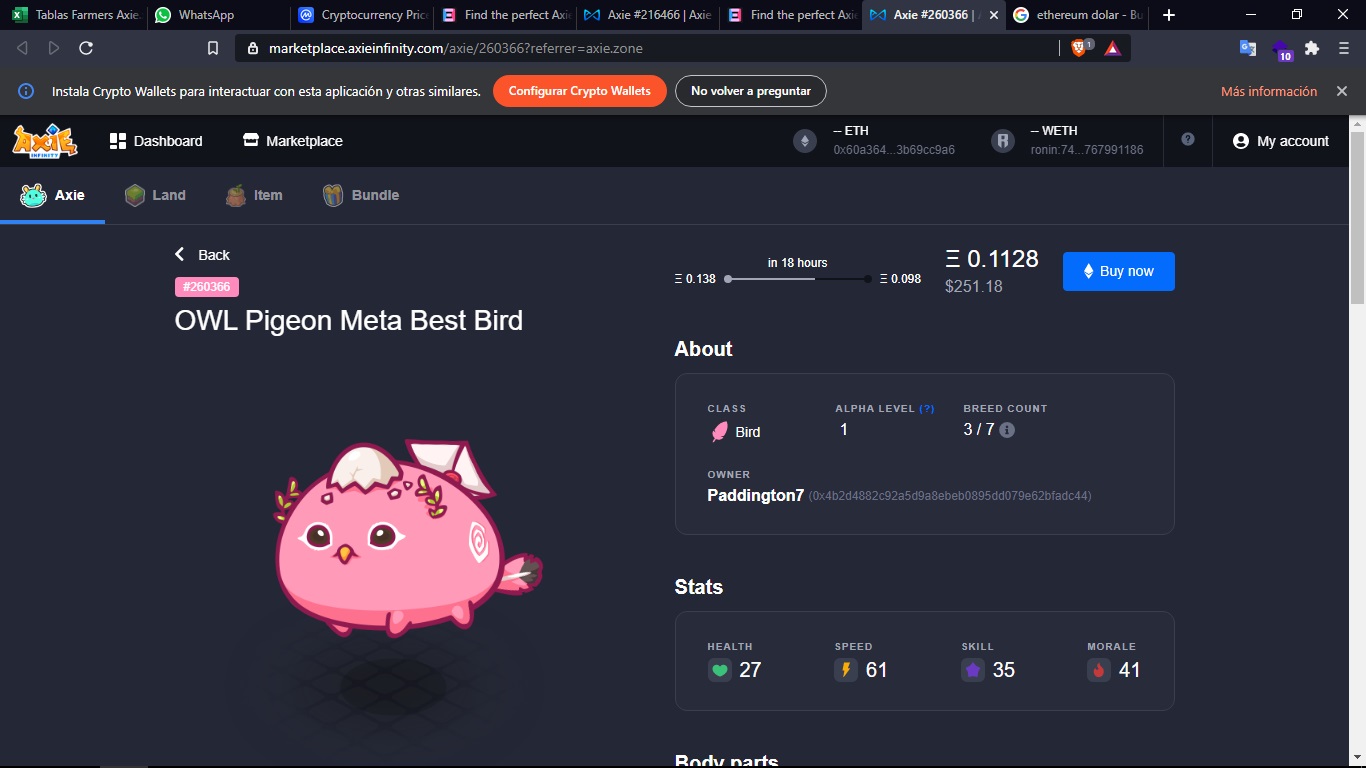 Tablas Farmers Axie.
WhatsApp
Cryptocurrency Pric
Find the perfect Axie
Axie #216466 | Axie
Find the perfect Axie
Axie #260366 |
ethereum dolar - Bu
marketplace.axieinfinity.com/axie/260366?referrer=axie.zone
1
10
Instala Crypto Wallets para interactuar con esta aplicación y otras similares.
Configurar Crypto Wallets
No volver a preguntar
Más información
AXIE
INFINITY
Dashboard
Marketplace
-- ETH
0x60a364...3b69cc9a6
-- WETH
ronin:74...767991186
?
My account
Axie
Land
Item
Bundle
Back
#260366
OWL Pigeon Meta Best Bird
in 18 hours
Ξ 0.138
Ξ 0.098
Ξ 0.1128
$251.18
Buy now
About
CLASS
Bird
ALPHA LEVEL (?)
1
BREED COUNT
3 / 7
OWNER
Paddington7 (0x4b2d4882c92a5d9a8ebeb0895dd079e62bfadc44)
Stats
HEALTH
27
SPEED
61
SKILL
35
MORALE
41
Body parts